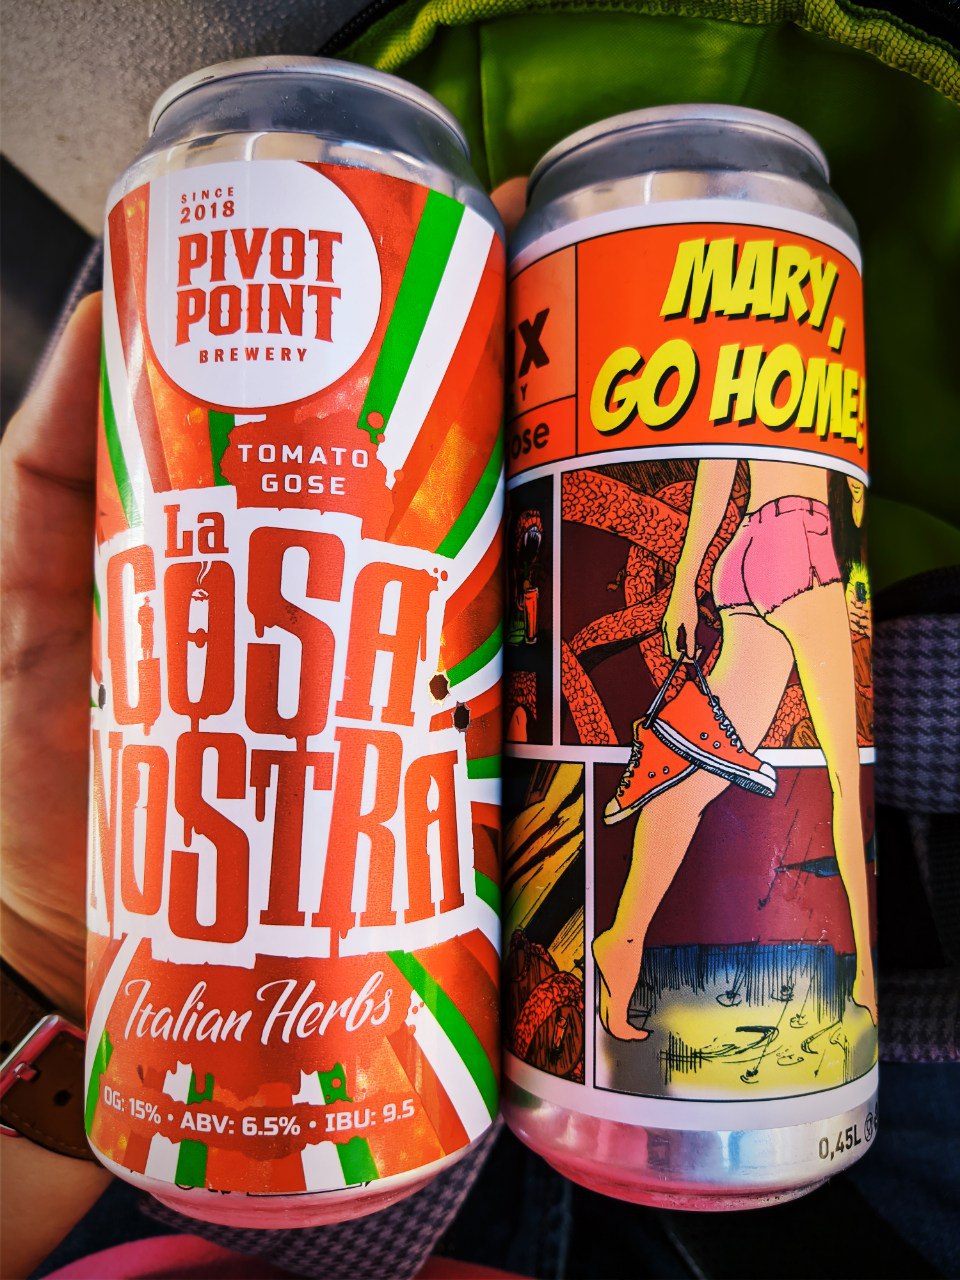 SINCE
2018
PIVOT
POINT
BREWERY
TOMATO
GOSE
La
COSA
NOSTRA
Italian Herbs
OG: 15% • ABV: 6.5% • IBU: 9.5
MARY,
GO HOME!
0,45L